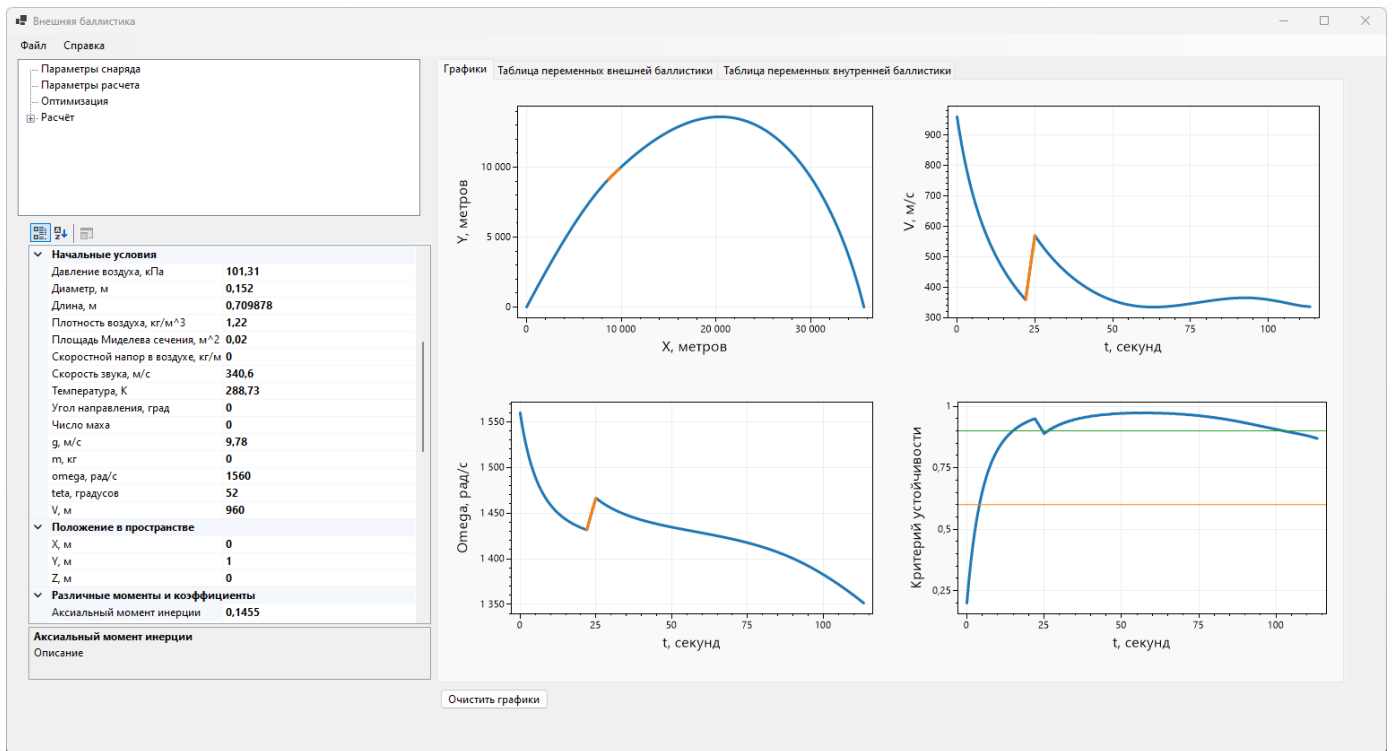 Внешняя баллистика
Файл Справка
Параметры снаряда
Параметры расчета
Оптимизация
Расчёт
Начальные условия
Давление воздуха, кПа 101,31
Диаметр, м 0,152
Длина, м 0,709878
Плотность воздуха, кг/м^3 1,22
Площадь Миделева сечения, м^2 0,02
Скоростной напор в воздухе, кг/м 0
Скорость звука, м/с 340,6
Температура, К 288,73
Угол направления, град 0
Число маха 0
g, м/с 9,78
m, кг 0
omega, рад/с 1560
teta, градусов 52
V, м 960
Положение в пространстве
X, м 0
Y, м 1
Z, м 0
Различные моменты и коэффициенты
Аксиальный момент инерции 0,1455
Аксиальный момент инерции
Описание
Графики Таблица переменных внешней баллистики Таблица переменных внутренней баллистики
Y, метров
10 000
5 000
0
0 10 000 20 000 30 000
X, метров
V, м/с
900
800
700
600
500
400
300
0 25 50 75 100
t, секунд
Omega, рад/с
1 550
1 500
1 450
1 400
1 350
0 25 50 75 100
t, секунд
Критерий устойчивости
1
0,75
0,5
0,25
0 25 50 75 100
t, секунд
Очистить графики